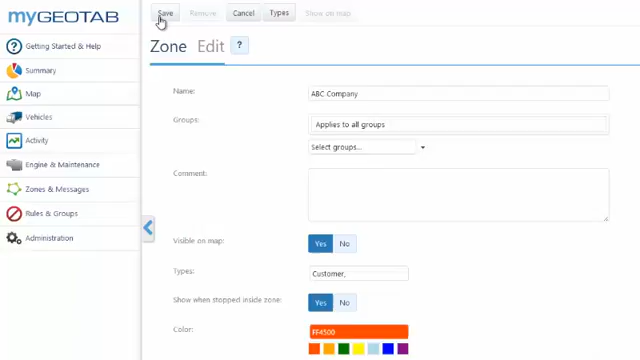 myGEOTAB
Save Remove Cancel Types Show on map
Getting Started & Help
Zone Edit ?
Summary
Name: ABC Company
Map
Vehicles
Groups: Applies to all groups
Activity
Select groups...
Engine & Maintenance
Comment:
Zones & Messages
Rules & Groups
Administration
Visible on map: Yes No
Types: Customer,
Show when stopped inside zone: Yes No
Color: FF4500